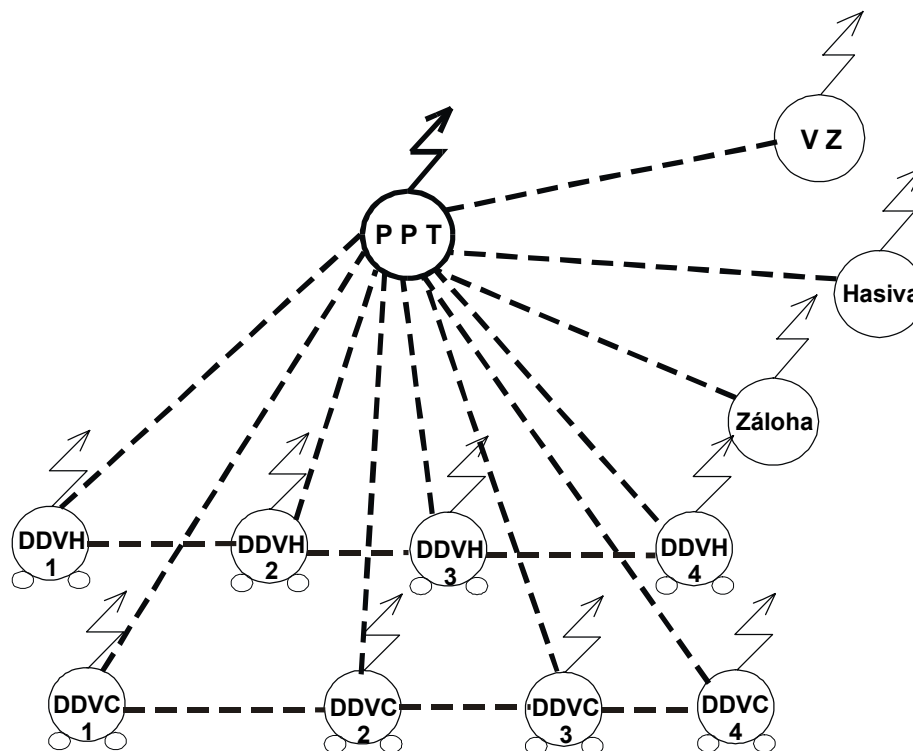 V Z
P P T
Hasiva
Záloha
DDVH
1
DDVH
2
DDVH
3
DDVH
4
DDVC
1
DDVC
2
DDVC
3
DDVC
4